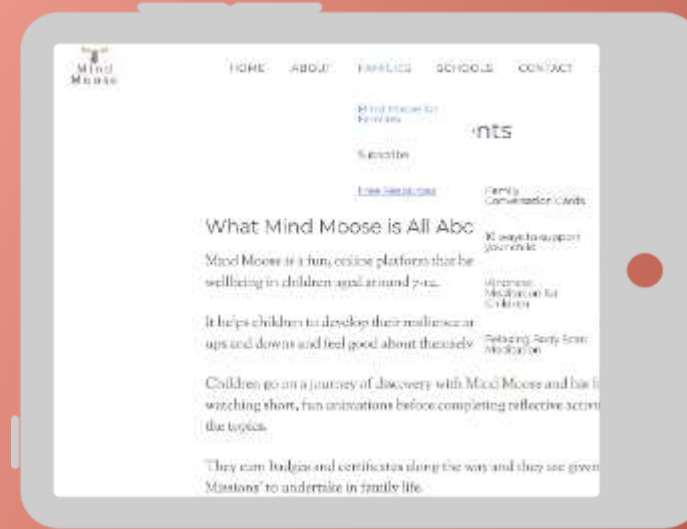 Mind
Moose
HOME ABOUT FAMILIES SCHOOLS CONTACT
Mind Moose for
Families
nts
Subscribe
Free Resources
Family
Conversation Cards
What Mind Moose is All Abo
10 ways to support
your child
Mind Moose is a fun, online platform that he
wellbeing in children aged around 7-12.
Kindness
Meditation for
Children
It helps children to develop their resilience
ups and downs and feel good about themselv
Relaxing Body Scan
Meditation
Children go on a journey of discovery with Mind Moose and his
watching short, fun animations before completing reflective activi
the topics.
They earn badges and certificates along the way and they are given
Missions' to undertake in family life.